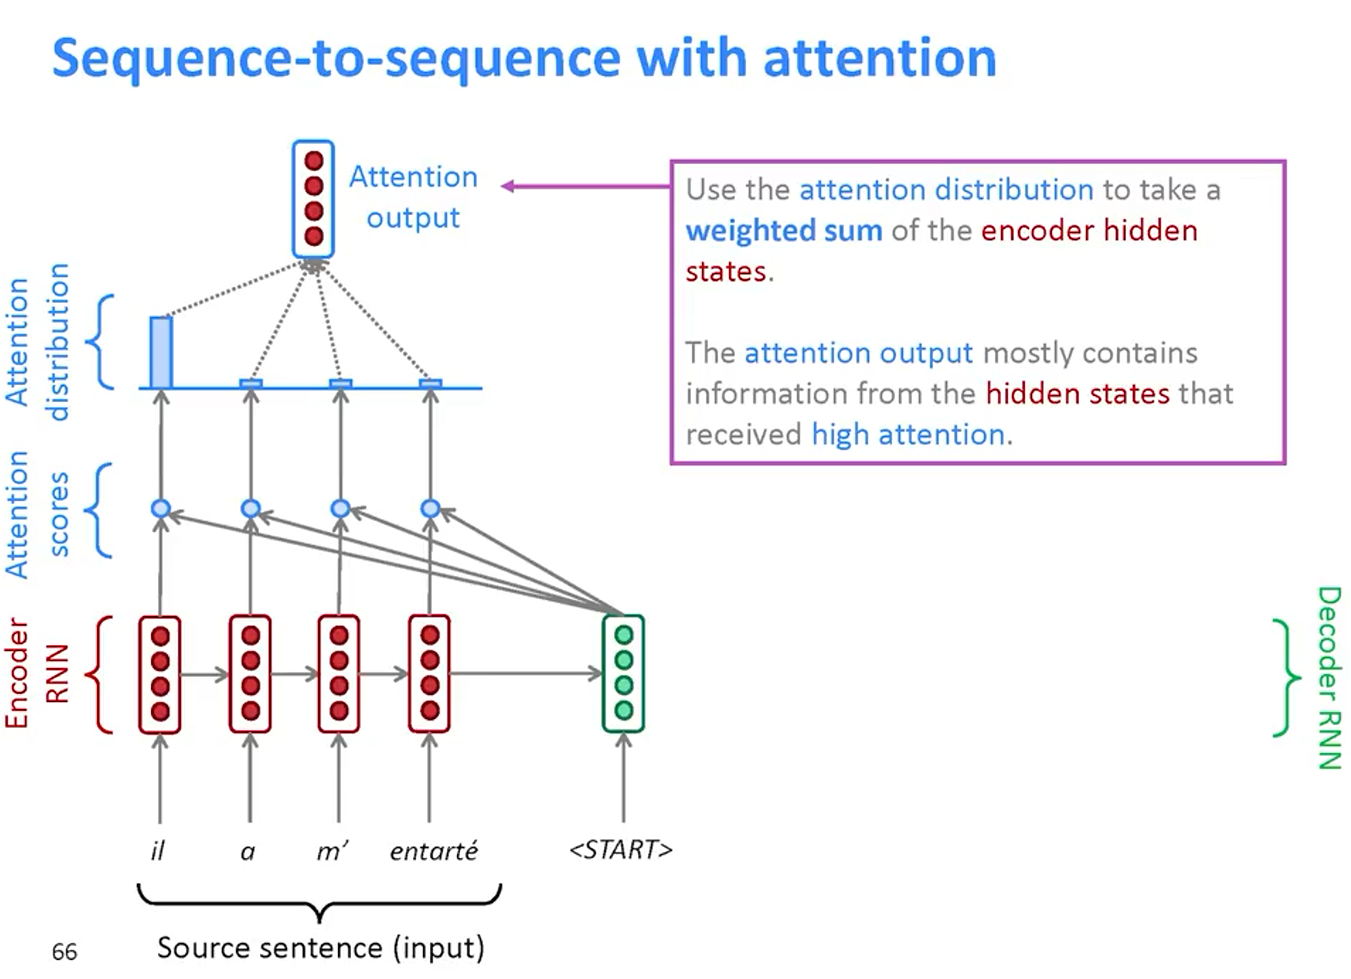 Sequence-to-sequence with attention
Attention
output
Use the attention distribution to take a
weighted sum of the encoder hidden
states.
The attention output mostly contains
information from the hidden states that
received high attention.
Attention
distribution
Attention
scores
Encoder
RNN
Decoder RNN
il a m’ entarté <START>
Source sentence (input)
66